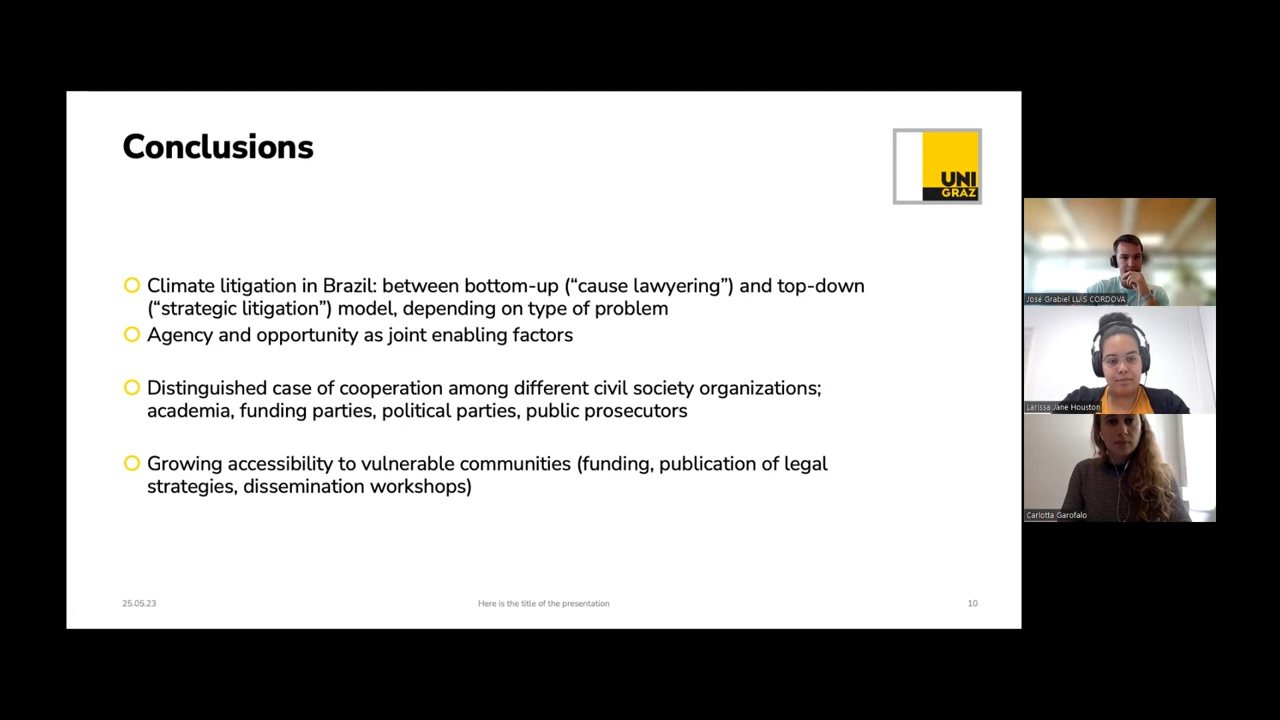 Conclusions
UNI
GRAZ
Climate litigation in Brazil: between bottom-up (“cause lawyering”) and top-down
(“strategic litigation”) model, depending on type of problem
Agency and opportunity as joint enabling factors
Distinguished case of cooperation among different civil society organizations;
academia, funding parties, political parties, public prosecutors
Growing accessibility to vulnerable communities (funding, publication of legal
strategies, dissemination workshops)
25.05.23
Here is the title of the presentation
10
José Grabiel LUIS CORDOVA
Larissa Jane Houston
Carlotta Garofalo